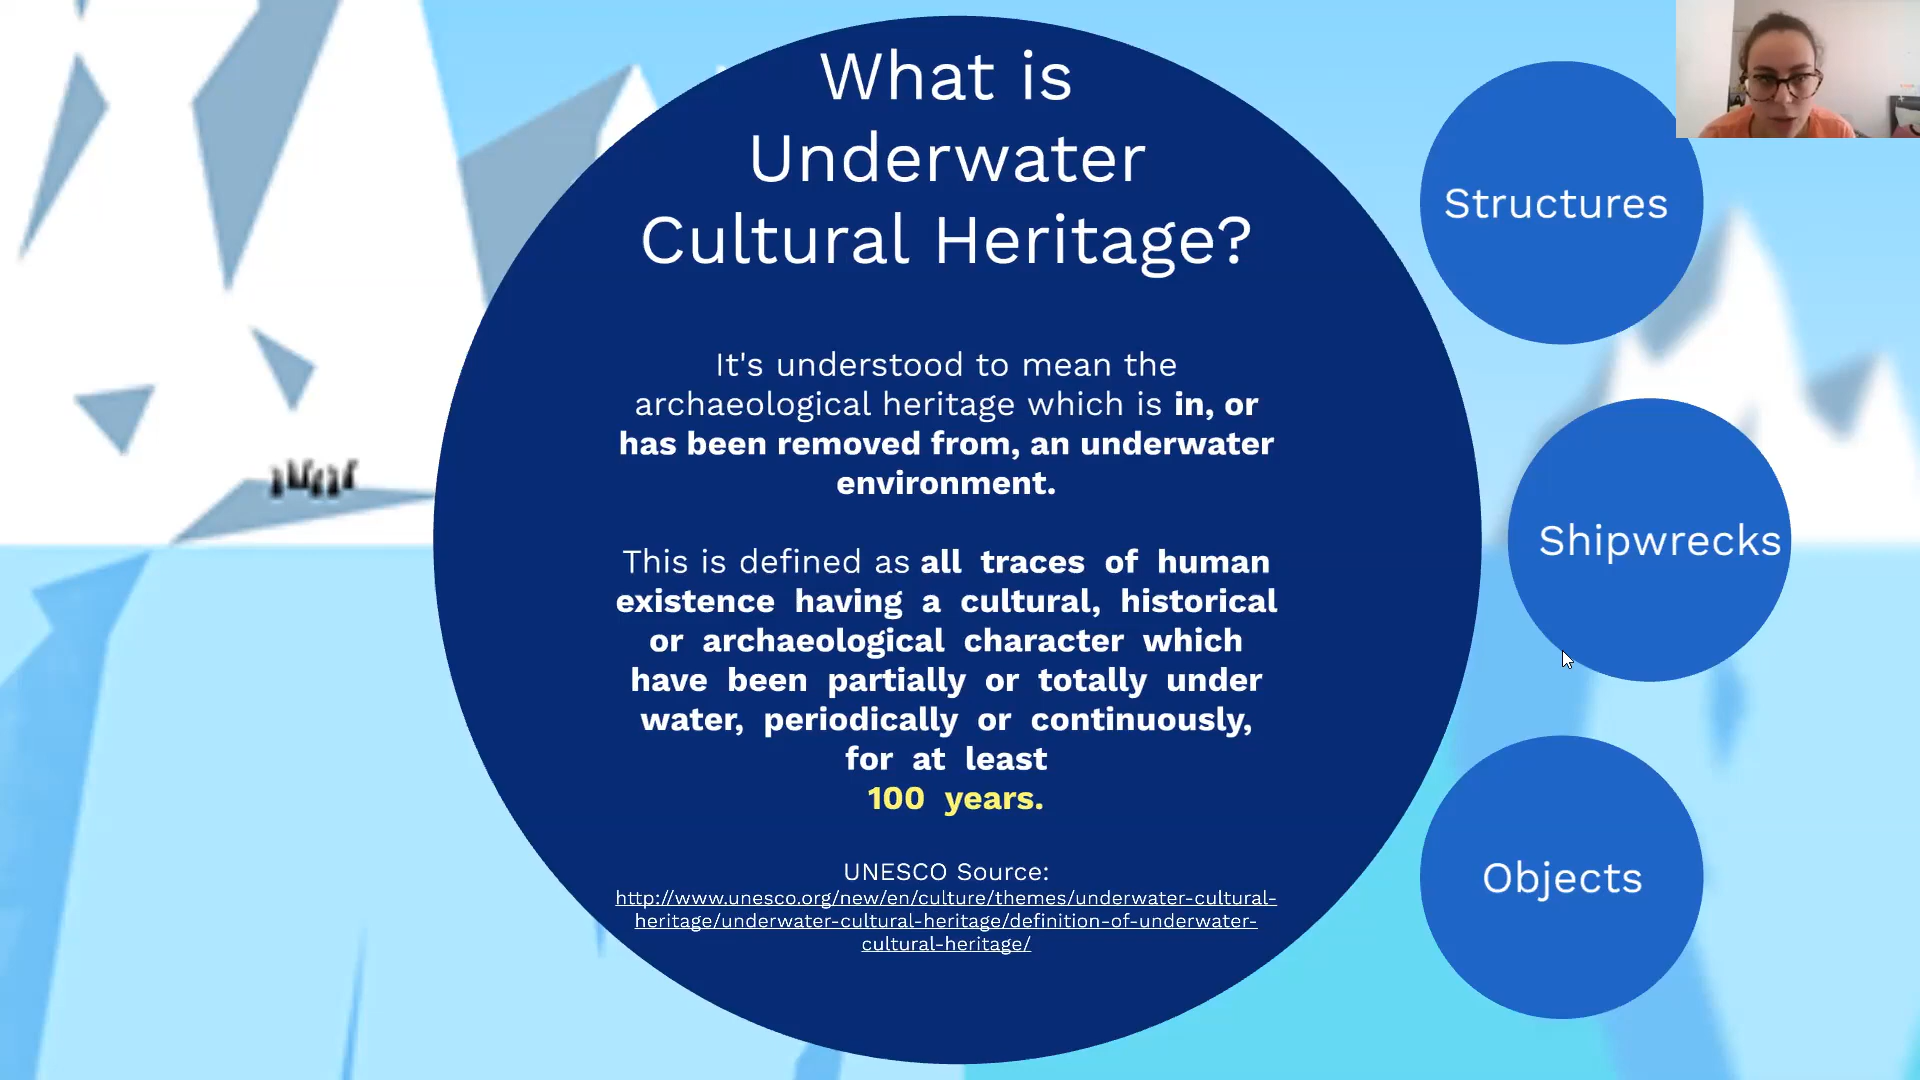 What is
Underwater
Cultural Heritage?
It's understood to mean the
archaeological heritage which is in, or
has been removed from, an underwater
environment.
This is defined as all traces of human
existence having a cultural, historical
or archaeological character which
have been partially or totally under
water, periodically or continuously,
for at least
100 years.
UNESCO Source:
http://www.unesco.org/new/en/culture/themes/underwater-cultural-
heritage/underwater-cultural-heritage/definition-of-underwater-
cultural-heritage/
Structures
Shipwrecks
Objects